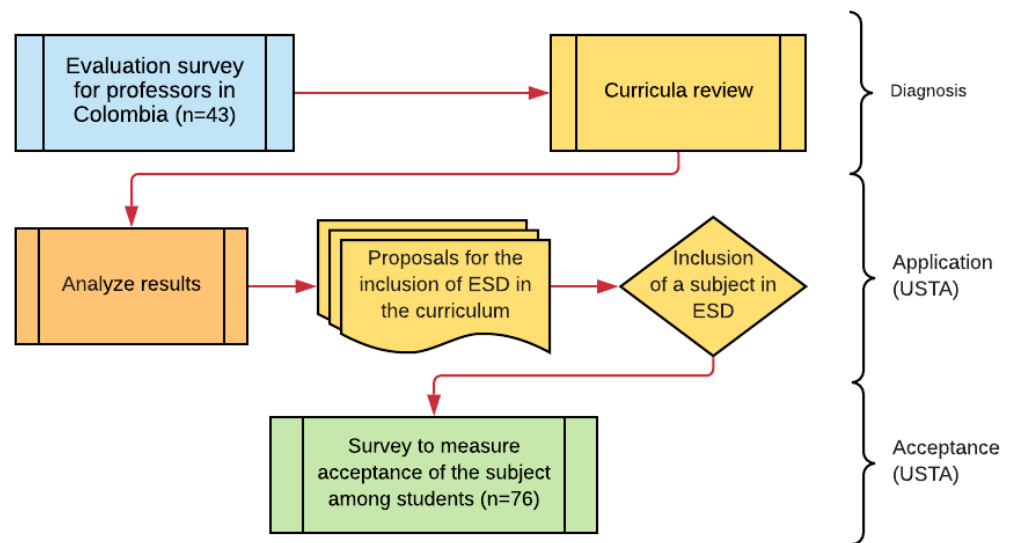 Evaluation survey
for professors in
Colombia (n=43)
Curricula review
Diagnosis
Analyze results
Proposals for the
inclusion of ESD in
the curriculum
Inclusion
of a subject in
ESD
Application
(USTA)
Survey to measure
acceptance of the subject
among students (n=76)
Acceptance
(USTA)